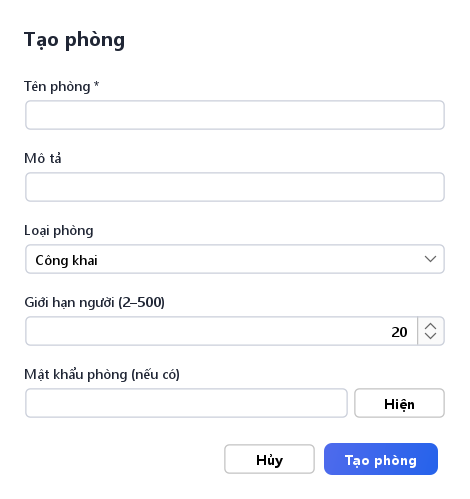 Tạo phòng
Tên phòng *
Mô tả
Loại phòng
Công khai
Giới hạn người (2–500)
20
Mật khẩu phòng (nếu có)
Hiện
Hủy
Tạo phòng